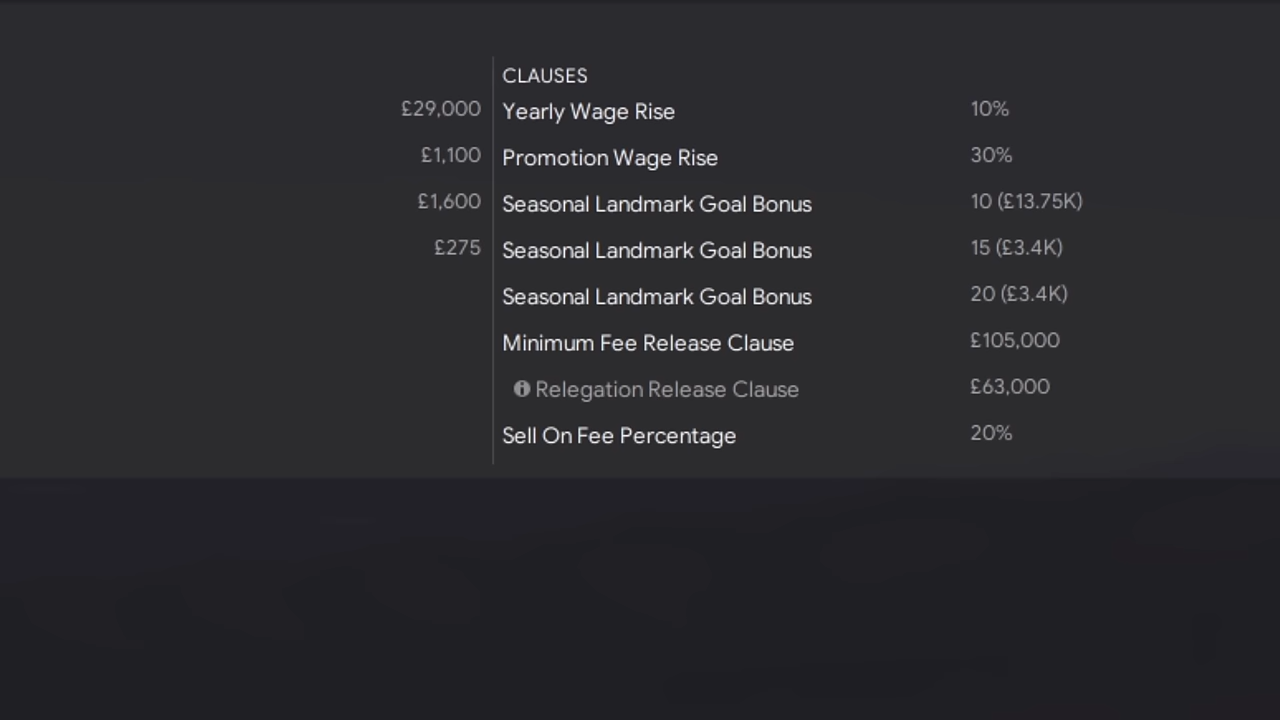 CLAUSES
£29,000 Yearly Wage Rise 10%
£1,100 Promotion Wage Rise 30%
£1,600 Seasonal Landmark Goal Bonus 10 (£13.75K)
£275 Seasonal Landmark Goal Bonus 15 (£3.4K)
Seasonal Landmark Goal Bonus 20 (£3.4K)
Minimum Fee Release Clause £105,000
Relegation Release Clause £63,000
Sell On Fee Percentage 20%